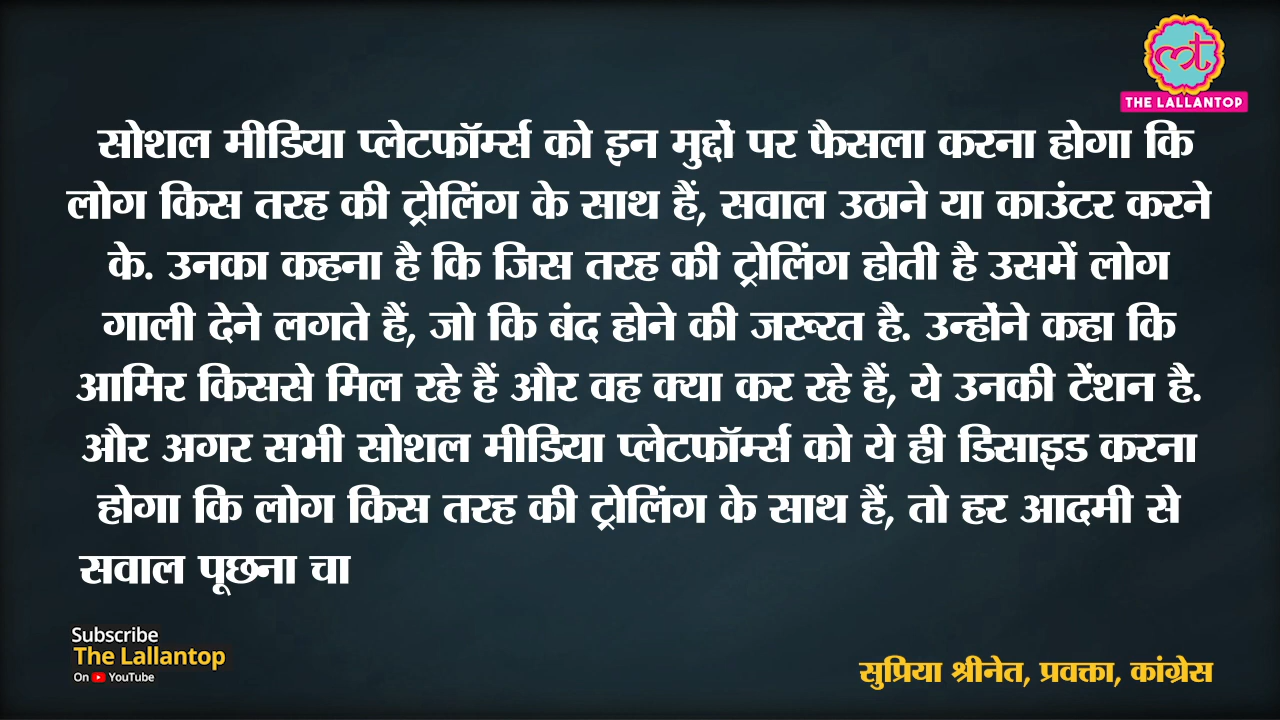 THE LALLANTOP
सोशल मीडिया प्लेटफॉर्म्स को इन मुद्दों पर फैसला करना होगा कि
लोग किस तरह की ट्रोलिंग के साथ हैं, सवाल उठाने या काउंटर करने
के. उनका कहना है कि जिस तरह की ट्रोलिंग होती है उसमें लोग
गाली देने लगते हैं, जो कि बंद होने की जरूरत है. उन्होंने कहा कि
आमिर किससे मिल रहे हैं और वह क्या कर रहे हैं, ये उनकी टेंशन है.
और अगर सभी सोशल मीडिया प्लेटफॉर्म्स को ये ही डिसाइड करना
होगा कि लोग किस तरह की ट्रोलिंग के साथ हैं, तो हर आदमी से
सवाल पूछना चा
Subscribe
The Lallantop
On YouTube
सुप्रिया श्रीनेत, प्रवक्ता, कांग्रेस